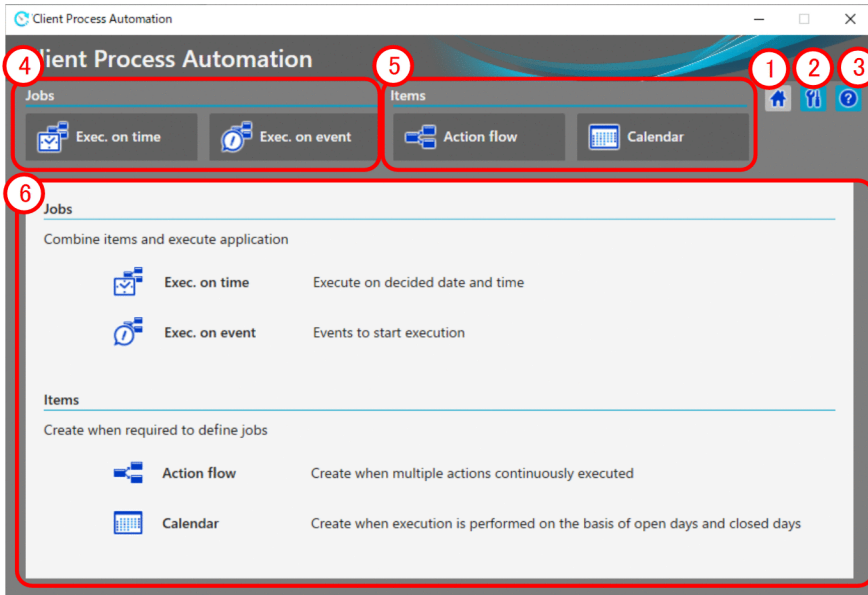 Client Process Automation
Client Process Automation
4
5
1
2
3
Jobs
Items
Exec. on time
Exec. on event
Action flow
Calendar
6
Jobs
Combine items and execute application
Exec. on time Execute on decided date and time
Exec. on event Events to start execution
Items
Create when required to define jobs
Action flow Create when multiple actions continuously executed
Calendar Create when execution is performed on the basis of open days and closed days